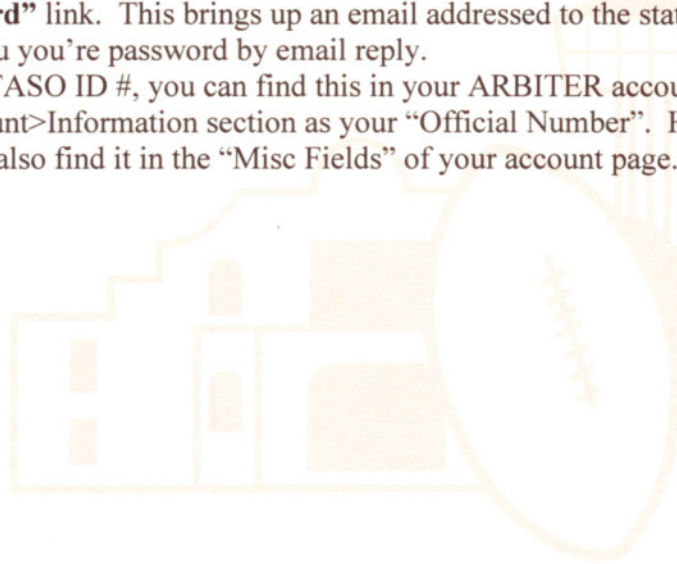 rd” link. This brings up an email addressed to the stat
u you’re password by email reply.
TASO ID #, you can find this in your ARBITER accou
unt>Information section as your “Official Number”.
also find it in the “Misc Fields” of your account page.